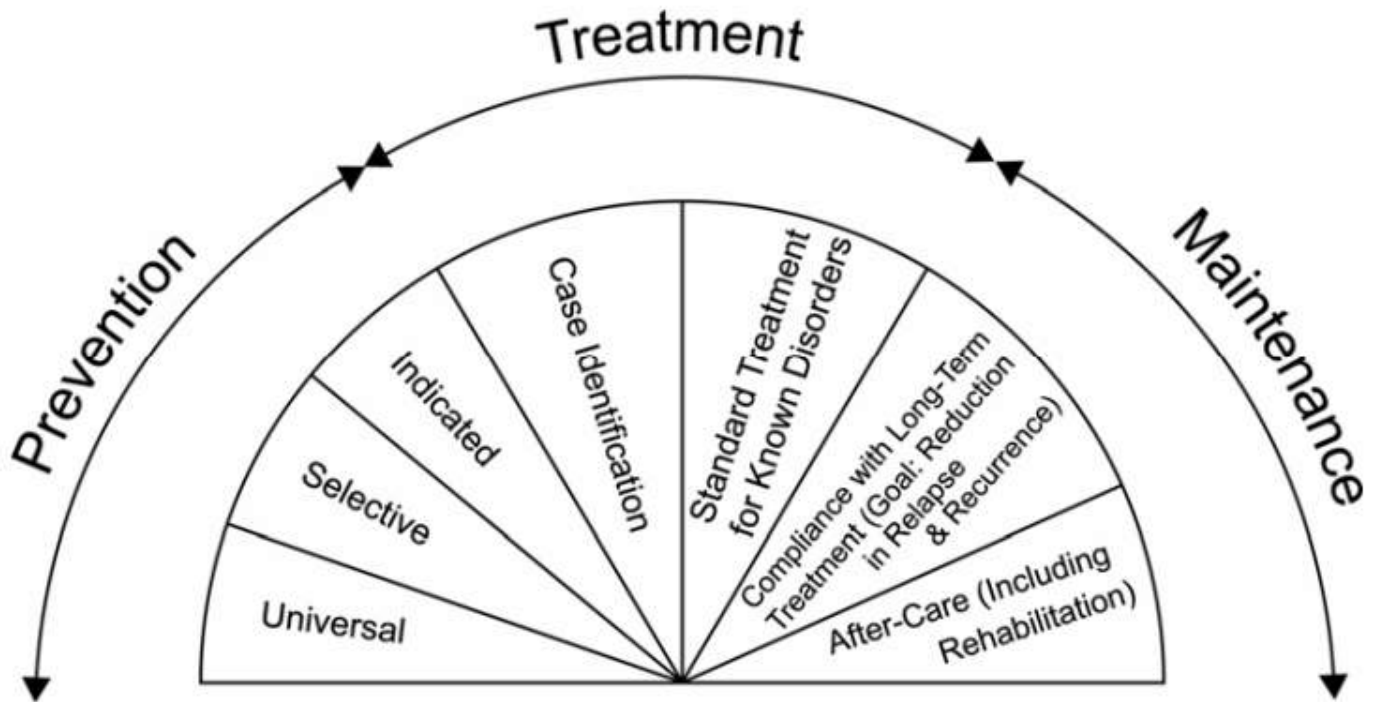 Treatment
Prevention
Maintenance
Universal
Selective
Indicated
Case Identification
Standard Treatment
for Known Disorders
Compliance with Long-Term
Treatment (Goal: Reduction
in Relapse
& Recurrence)
After-Care (Including
Rehabilitation)